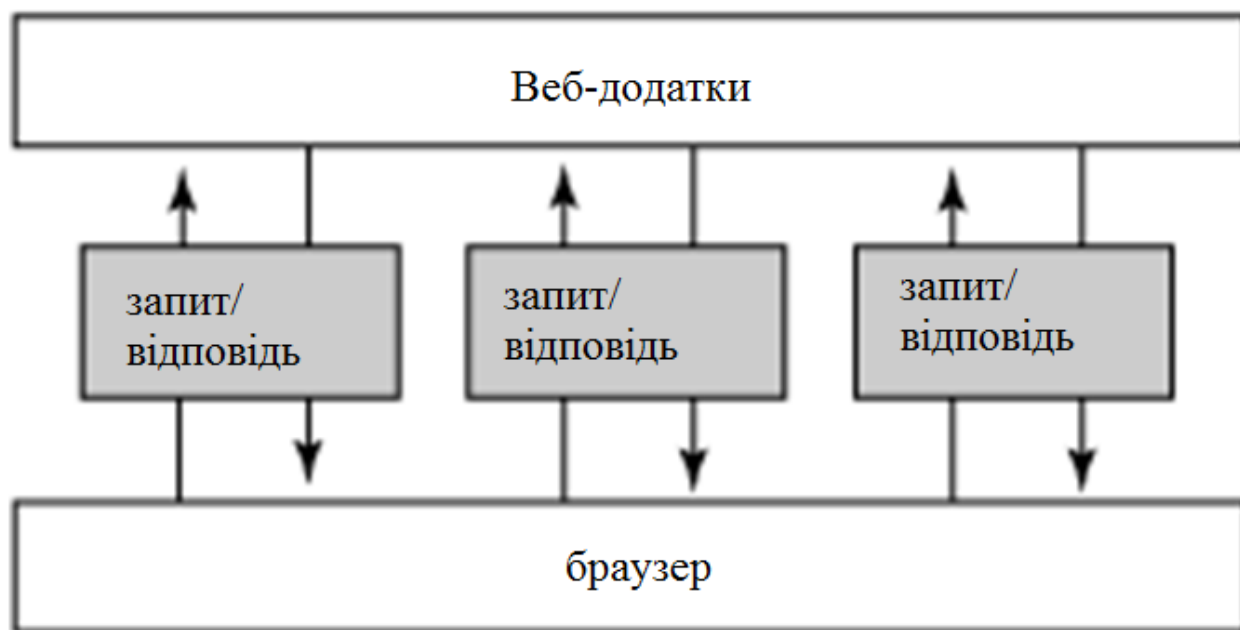 Веб-додатки
запит/
відповідь
запит/
відповідь
запит/
відповідь
браузер